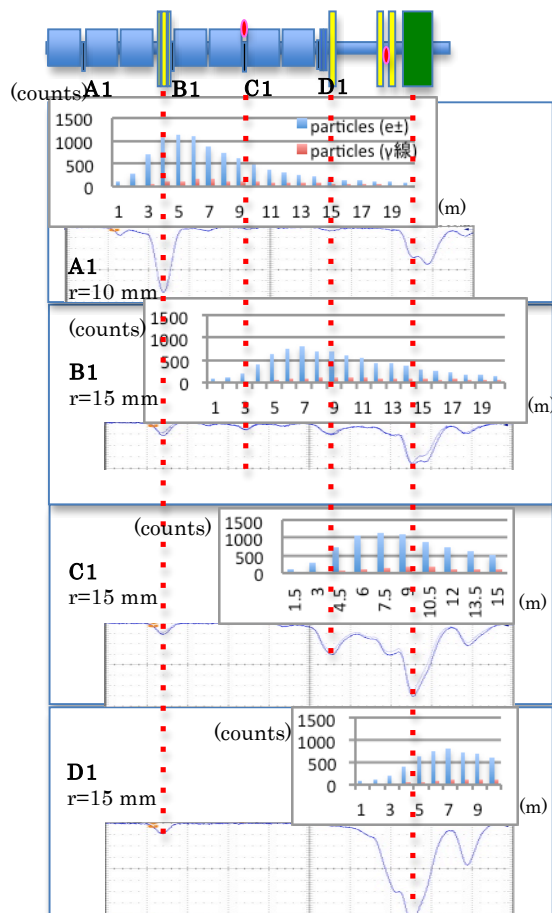 A1 B1 C1 D1
(counts)
1500
1000
500
0
particles (e±)
particles (γ線)
1 3 5 7 9 11 13 15 17 19 (m)
A1
r=10 mm
(counts)
1500
1000
500
0
1 3 5 7 9 11 13 15 17 19 (m)
B1
r=15 mm
(counts)
1500
1000
500
0
1.5 3 4.5 6 7.5 9 10.5 12 13.5 15 (m)
C1
r=15 mm
(counts)
1500
1000
500
0
1 3 5 7 9 (m)
D1
r=15 mm